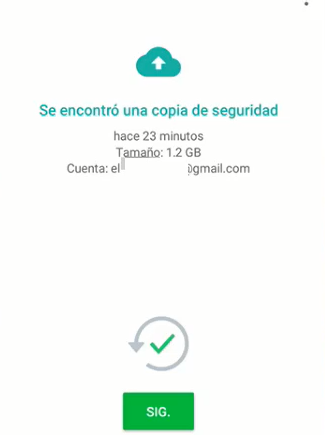 Se encontró una copia de seguridad
hace 23 minutos
Tamaño: 1.2 GB
Cuenta: el @gmail.com
SIG.